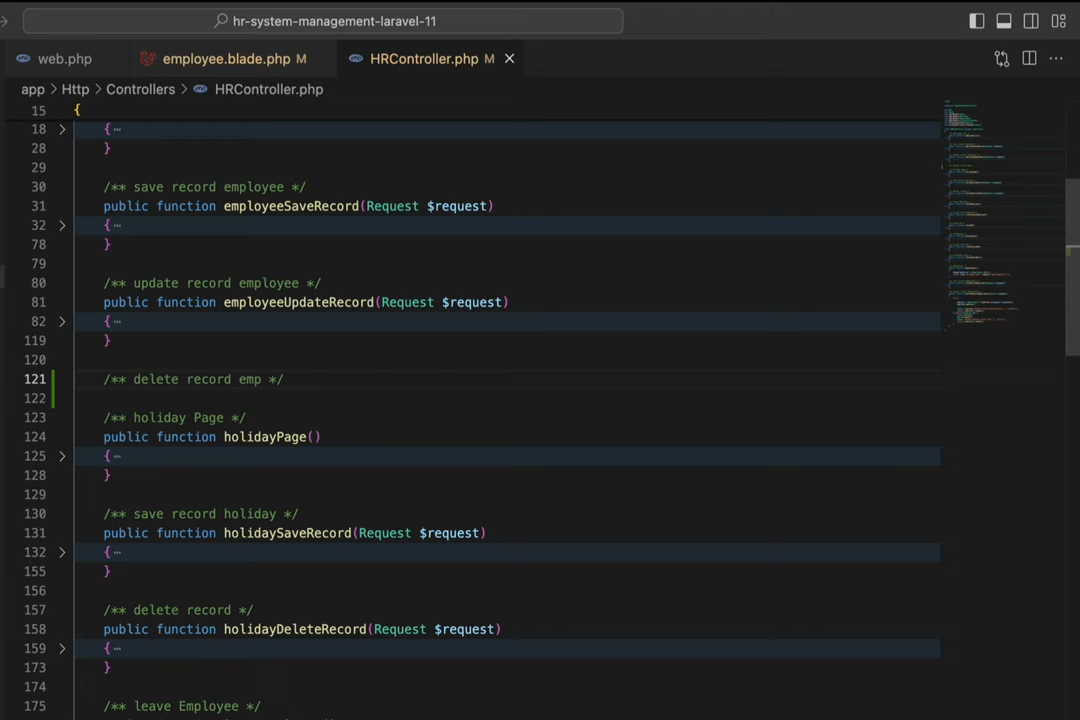 hr-system-management-laravel-11
web.php
employee.blade.php M
HRController.php M
app > Http > Controllers > HRController.php
15 {
18 { ⋯
28 }
29
30 /** save record employee */
31 public function employeeSaveRecord(Request $request)
32 { ⋯
78 }
79
80 /** update record employee */
81 public function employeeUpdateRecord(Request $request)
82 { ⋯
119 }
120
121 /** delete record emp */
122
123 /** holiday Page */
124 public function holidayPage()
125 { ⋯
128 }
129
130 /** save record holiday */
131 public function holidaySaveRecord(Request $request)
132 { ⋯
155 }
156
157 /** delete record */
158 public function holidayDeleteRecord(Request $request)
159 { ⋯
173 }
174
175 /** leave Employee */